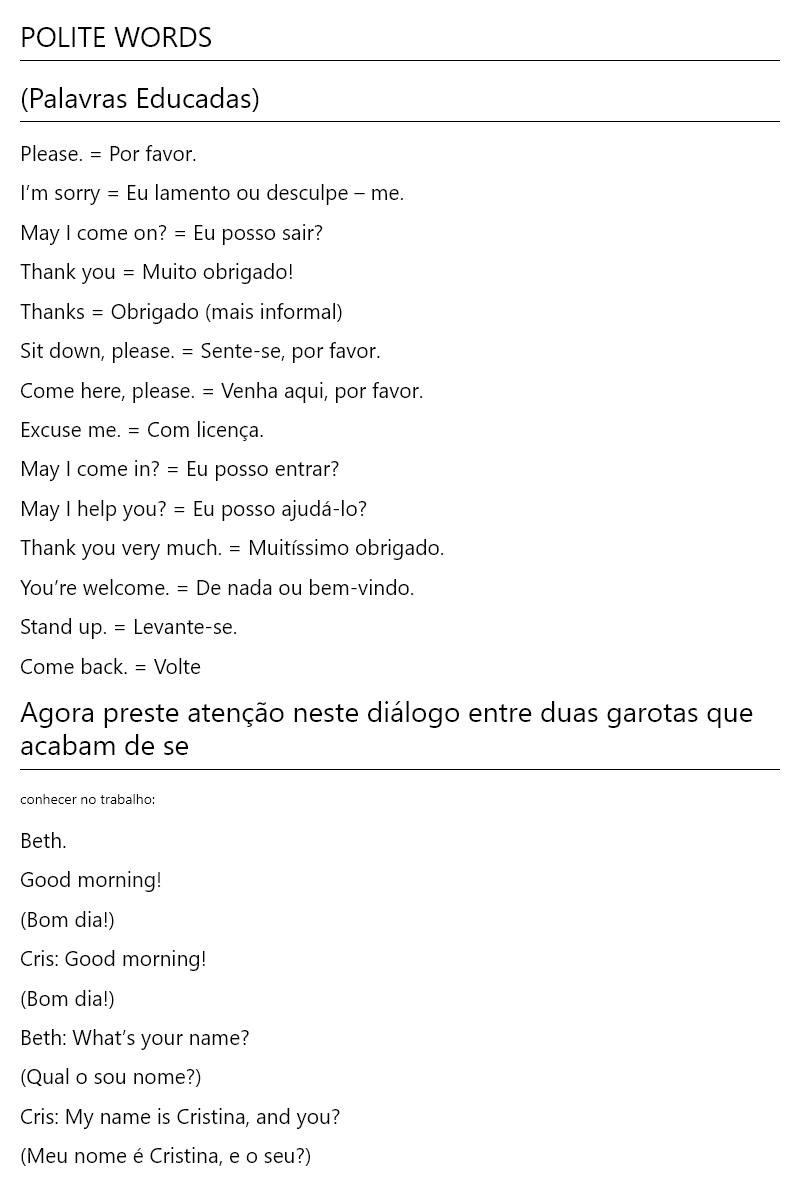 POLITE WORDS
(Palavras Educadas)
Please. = Por favor.
I’m sorry = Eu lamento ou desculpe – me.
May I come on? = Eu posso sair?
Thank you = Muito obrigado!
Thanks = Obrigado (mais informal)
Sit down, please. = Sente-se, por favor.
Come here, please. = Venha aqui, por favor.
Excuse me. = Com licença.
May I come in? = Eu posso entrar?
May I help you? = Eu posso ajudá-lo?
Thank you very much. = Muitíssimo obrigado.
You’re welcome. = De nada ou bem-vindo.
Stand up. = Levante-se.
Come back. = Volte
Agora preste atenção neste diálogo entre duas garotas que
acabam de se
conhecer no trabalho:
Beth.
Good morning!
(Bom dia!)
Cris: Good morning!
(Bom dia!)
Beth: What’s your name?
(Qual o sou nome?)
Cris: My name is Cristina, and you?
(Meu nome é Cristina, e o seu?)